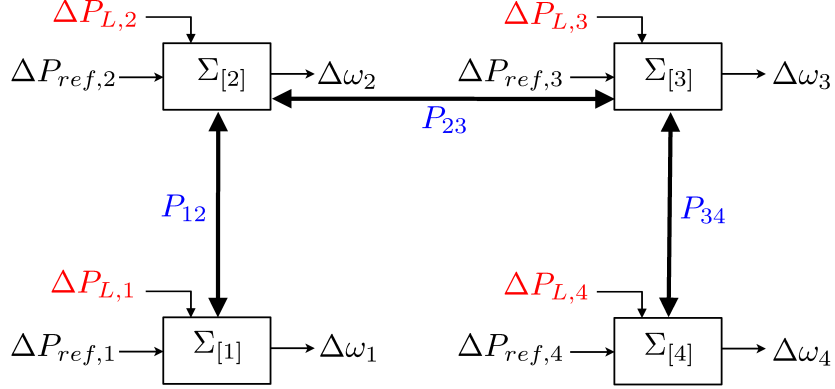 ΔP_{L,2}
ΔP_{L,3}
ΔP_{ref,2} Σ_{[2]} Δω_2 ΔP_{ref,3} Σ_{[3]} Δω_3
P_{23}
P_{12} P_{34}
ΔP_{L,1} ΔP_{L,4}
ΔP_{ref,1} Σ_{[1]} Δω_1 ΔP_{ref,4} Σ_{[4]} Δω_4